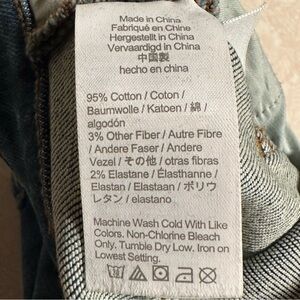 Made in China
Fabriqué en Chine
Hergestellt in China
Vervaardigd in China
中国製
hecho en china
95% Cotton / Coton /
Baumwolle / Katoen / 綿 /
algodón
3% Other Fiber / Autre Fibre
/ Andere Faser / Andere
Vezel / その他 / otras fibras
2% Elastane / Élasthanne /
Elastan / Elastaan / ポリウ
レタン / elastano
Machine Wash Cold With Like
Colors. Non-Chlorine Bleach
Only. Tumble Dry Low. Iron on
Lowest Setting.